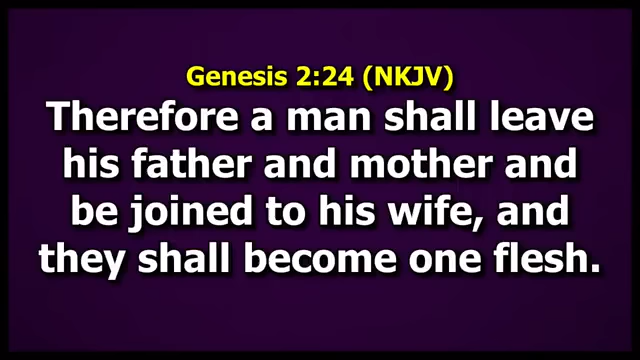 Genesis 2:24 (NKJV)
Therefore a man shall leave
his father and mother and
be joined to his wife, and
they shall become one flesh.